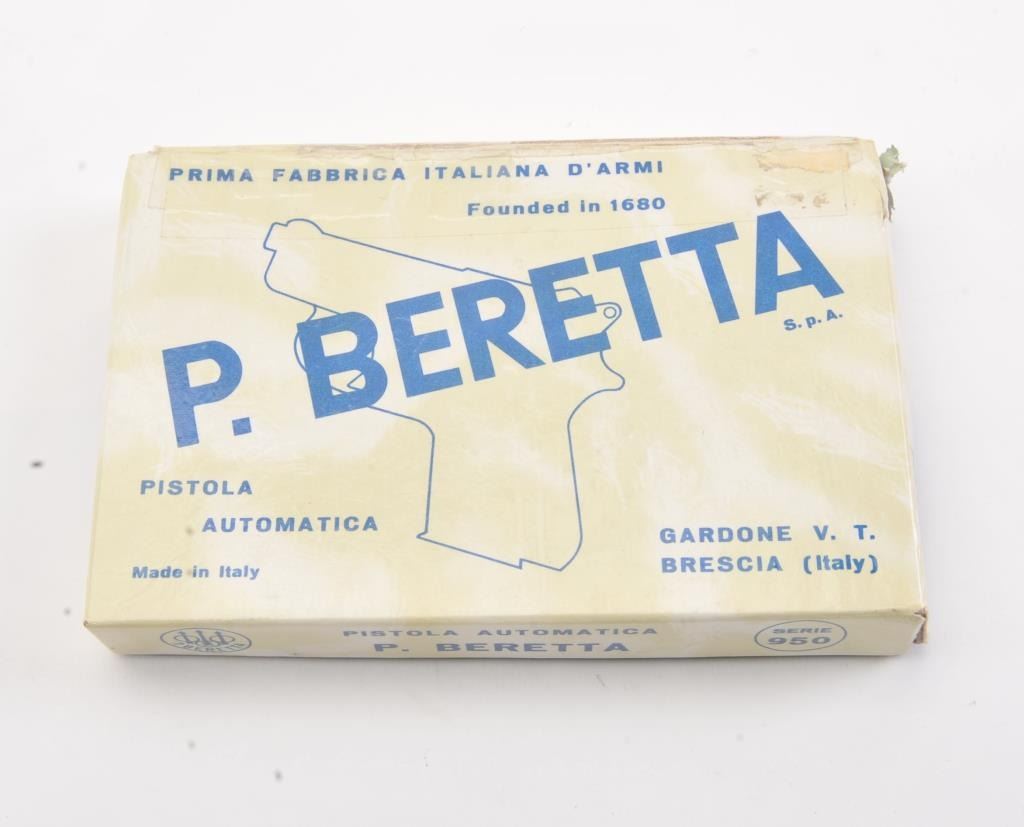 PRIMA FABBRICA ITALIANA D'ARMI
Founded in 1680
P. BERETTA
S.p.A.
PISTOLA
AUTOMATICA
Made in Italy
GARDONE V. T.
BRESCIA (Italy)
BERETTA
PISTOLA AUTOMATICA
P. BERETTA
SERIE
950